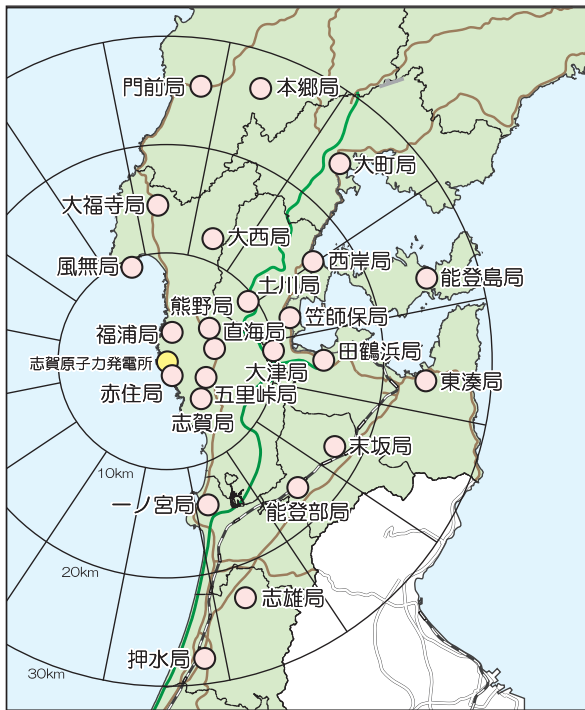 門前局
本郷局
大町局
大福寺局
大西局
西岸局
風無局
能登島局
土川局
熊野局
笠師保局
福浦局
直海局
志賀原子力発電所
田鶴浜局
大津局
赤住局
五里峠局
東湊局
志賀局
末坂局
10km
一ノ宮局
能登部局
20km
志雄局
押水局
30km